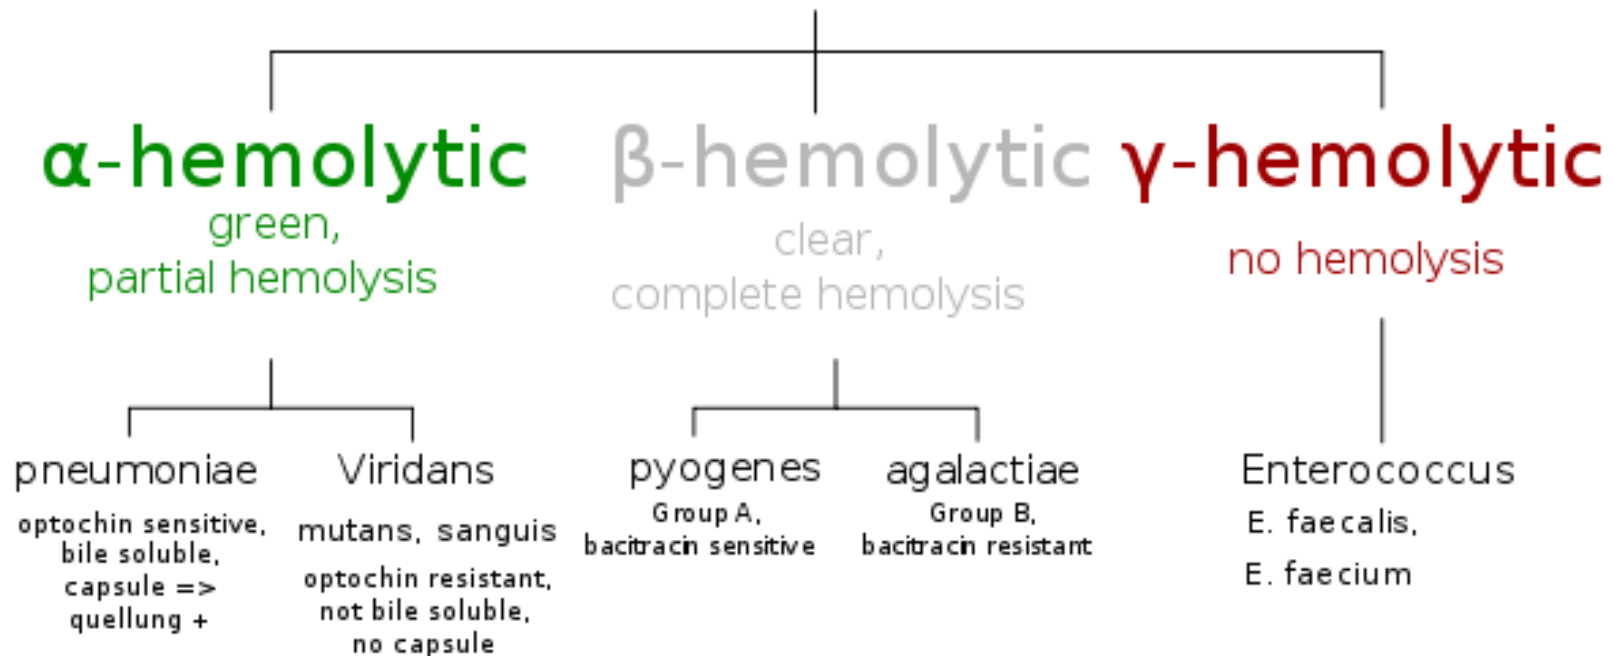 α-hemolytic
green,
partial hemolysis
β-hemolytic
clear,
complete hemolysis
γ-hemolytic
no hemolysis
pneumoniae
optochin sensitive,
bile soluble,
capsule =>
quellung +
Viridans
mutans, sanguis
optochin resistant,
not bile soluble,
no capsule
pyogenes
Group A,
bacitracin sensitive
agalactiae
Group B,
bacitracin resistant
Enterococcus
E. faecalis,
E. faecium